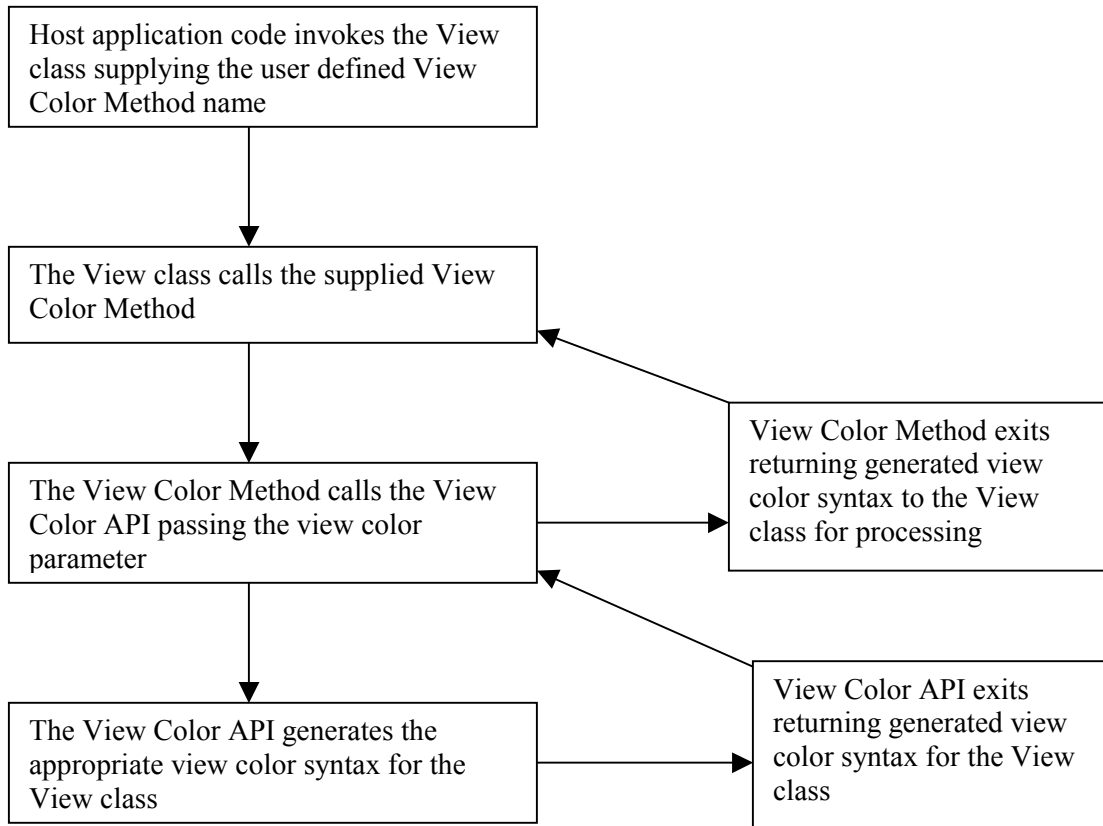 Host application code invokes the View
class supplying the user defined View
Color Method name
The View class calls the supplied View
Color Method
View Color Method exits
returning generated view
color syntax to the View
class for processing
The View Color Method calls the View
Color API passing the view color
parameter
View Color API exits
returning generated view
color syntax for the View
class
The View Color API generates the
appropriate view color syntax for the
View class